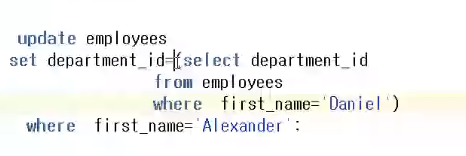 update employees
set department_id=(select department_id
from employees
where first_name='Daniel')
where first_name='Alexander';